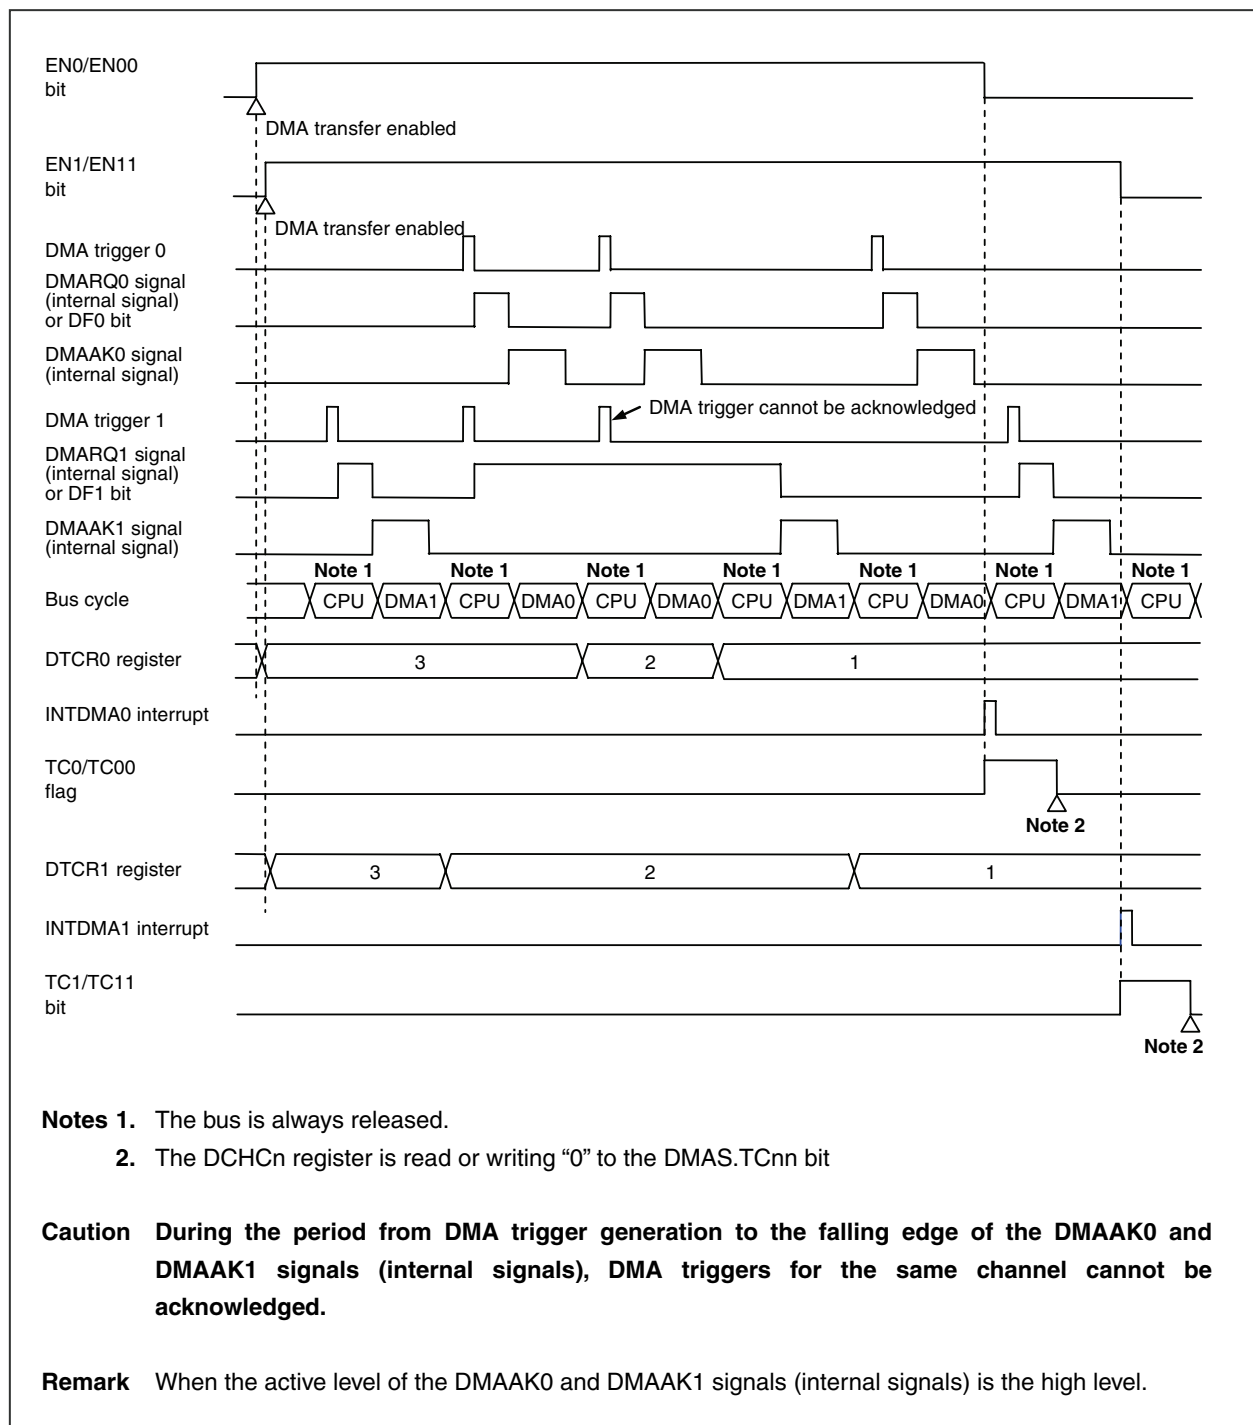 EN0/EN00
bit
DMA transfer enabled
EN1/EN11
bit
DMA transfer enabled
DMA trigger 0
DMARQ0 signal
(internal signal)
or DF0 bit
DMAAK0 signal
(internal signal)
DMA trigger 1
DMA trigger cannot be acknowledged
DMARQ1 signal
(internal signal)
or DF1 bit
DMAAK1 signal
(internal signal)
Note 1 Note 1 Note 1 Note 1 Note 1 Note 1 Note 1
Bus cycle CPU DMA1 CPU DMA0 CPU DMA0 CPU DMA1 CPU DMA0 CPU DMA1 CPU
DTCR0 register 3 2 1
INTDMA0 interrupt
TC0/TC00
flag
Note 2
DTCR1 register 3 2 1
INTDMA1 interrupt
TC1/TC11
bit
Note 2
Notes 1. The bus is always released.
2. The DCHCn register is read or writing “0” to the DMAS.TCnn bit
Caution During the period from DMA trigger generation to the falling edge of the DMAAK0 and
DMAAK1 signals (internal signals), DMA triggers for the same channel cannot be
acknowledged.
Remark When the active level of the DMAAK0 and DMAAK1 signals (internal signals) is the high level.